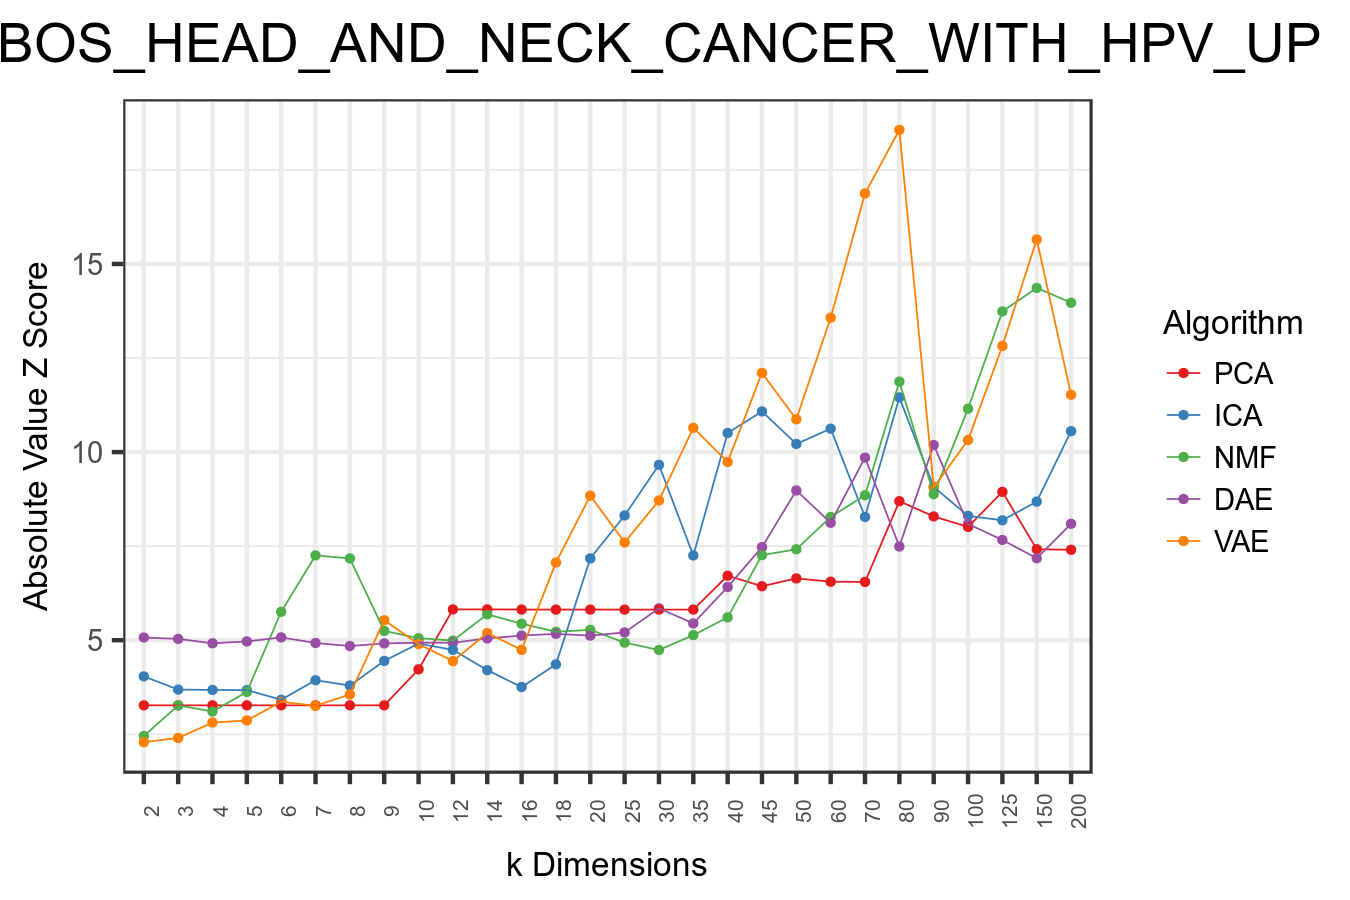 BOS_HEAD_AND_NECK_CANCER_WITH_HPV_UP
Absolute Value Z Score
15
10
5
2 3 4 5 6 7 8 9 10 12 14 16 18 20 25 30 35 40 45 50 60 70 80 90 100 125 150 200
k Dimensions
Algorithm
PCA
ICA
NMF
DAE
VAE